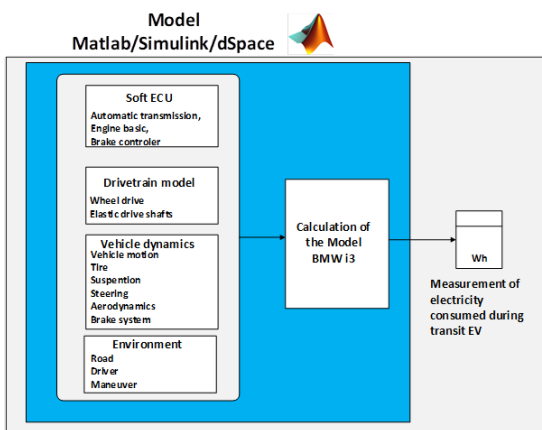 Model
Matlab/Simulink/dSpace
Soft ECU
Automatic transmission,
Engine basic,
Brake controler
Drivetrain model
Wheel drive
Elastic drive shafts
Vehicle dynamics
Vehicle motion
Tire
Suspention
Steering
Aerodynamics
Brake system
Environment
Road
Driver
Maneuver
Calculation of
the Model
BMW i3
Wh
Measurement of
electricity
consumed during
transit EV